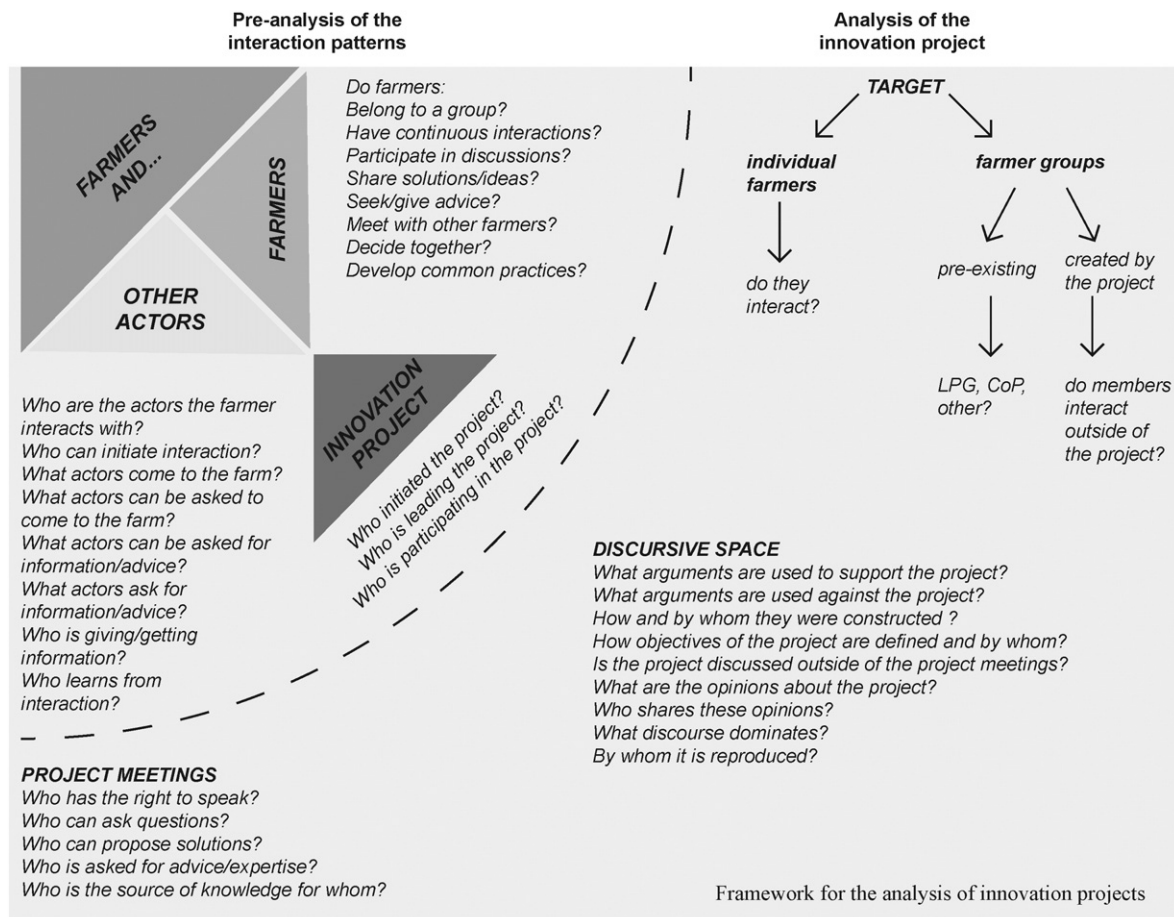 Pre-analysis of the
interaction patterns
Analysis of the
innovation project
FARMERS
AND...
FARMERS
OTHER
ACTORS
INNOVATION
PROJECT
Do farmers:
Belong to a group?
Have continuous interactions?
Participate in discussions?
Share solutions/ideas?
Seek/give advice?
Meet with other farmers?
Decide together?
Develop common practices?
Who are the actors the farmer
interacts with?
Who can initiate interaction?
What actors come to the farm?
What actors can be asked to
come to the farm?
What actors can be asked for
information/advice?
What actors ask for
information/advice?
Who is giving/getting
information?
Who learns from
interaction?
Who initiated the project?
Who is leading the project?
Who is participating in the project?
TARGET
individual
farmers
farmer groups
do they
interact?
pre-existing
created by
the project
LPG, CoP,
other?
do members
interact
outside of
the project?
DISCURSIVE SPACE
What arguments are used to support the project?
What arguments are used against the project?
How and by whom they were constructed ?
How objectives of the project are defined and by whom?
Is the project discussed outside of the project meetings?
What are the opinions about the project?
Who shares these opinions?
What discourse dominates?
By whom it is reproduced?
PROJECT MEETINGS
Who has the right to speak?
Who can ask questions?
Who can propose solutions?
Who is asked for advice/expertise?
Who is the source of knowledge for whom?
Framework for the analysis of innovation projects